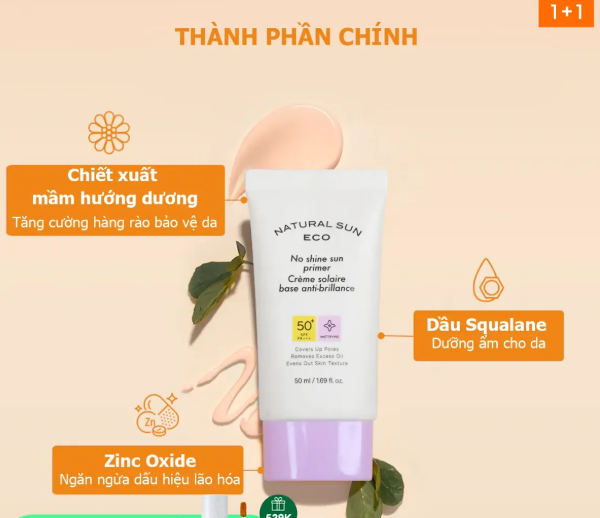 1+1
THÀNH PHẦN CHÍNH
Chiết xuất
mầm hướng dương
Tăng cường hàng rào bảo vệ da
NATURAL SUN
ECO
No shine sun
primer
Crème solaire
base anti-brillance
50+
SPF
PA+++
MATTIFYING
Covers Up Pores
Removes Excess Oil
Evens Out Skin Texture
50 ml / 1.69 fl. oz.
Dầu Squalane
Dưỡng ẩm cho da
Zn
Zinc Oxide
Ngăn ngừa dấu hiệu lão hóa
529K